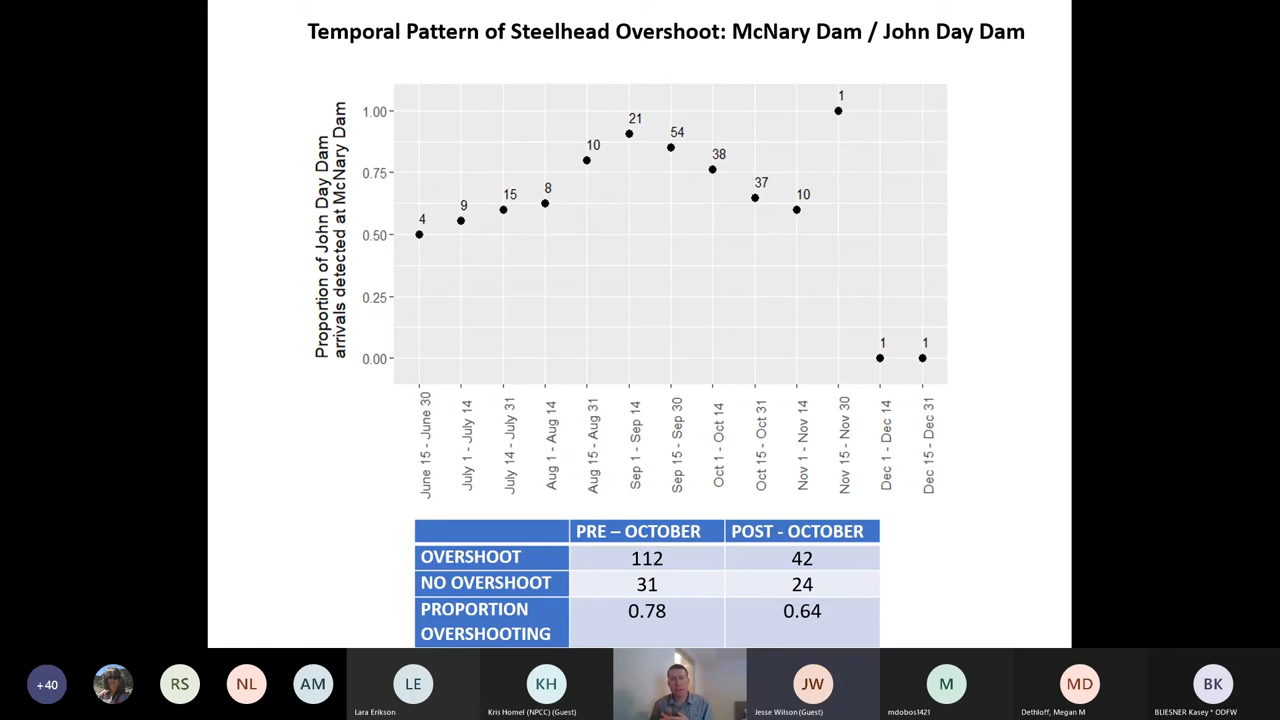 Temporal Pattern of Steelhead Overshoot: McNary Dam / John Day Dam
Proportion of John Day Dam
arrivals detected at McNary Dam
1.00
0.75
0.50
0.25
0.00
4
9
15
8
10
21
54
38
37
10
1
1
1
June 15 - June 30
July 1 - July 14
July 14 - July 31
Aug 1 - Aug 14
Aug 15 - Aug 31
Sep 1 - Sep 14
Sep 15 - Sep 30
Oct 1 - Oct 14
Oct 15 - Oct 31
Nov 1 - Nov 14
Nov 15 - Nov 30
Dec 1 - Dec 14
Dec 15 - Dec 31
PRE – OCTOBER POST - OCTOBER
OVERSHOOT 112 42
NO OVERSHOOT 31 24
PROPORTION OVERSHOOTING 0.78 0.64
+40
RS
NL
AM
LE
Lara Erikson
KH
Kris Homel (NPCC) (Guest)
JW
Jesse Wilson (Guest)
M
mdobos1421
MD
Dethloff, Megan M
BK
BLIESNER Kasey * ODFW